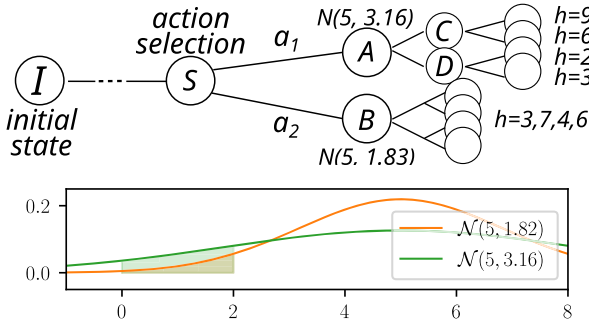 action
selection
N(5, 3.16)
h=9
h=6
h=2
h=3
a1
C
D
A
I
S
initial
state
a2
B
h=3,7,4,6
N(5, 1.83)
0.2
0.0
N(5, 1.82)
N(5, 3.16)
0 2 4 6 8